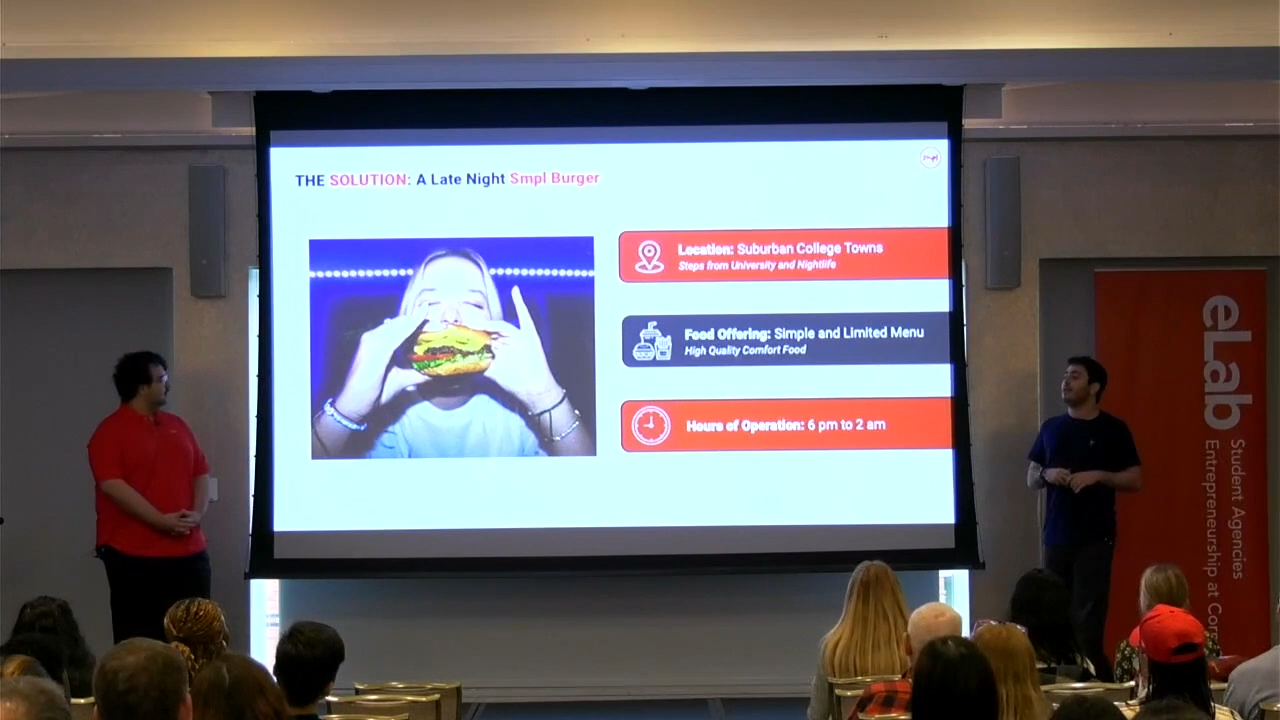 THE SOLUTION: A Late Night Smpl Burger
smpl
Location: Suburban College Towns
Steps from University and Nightlife
Food Offering: Simple and Limited Menu
High Quality Comfort Food
Hours of Operation: 6 pm to 2 am
eLab
Student Agencies
Entrepreneurship at Cor